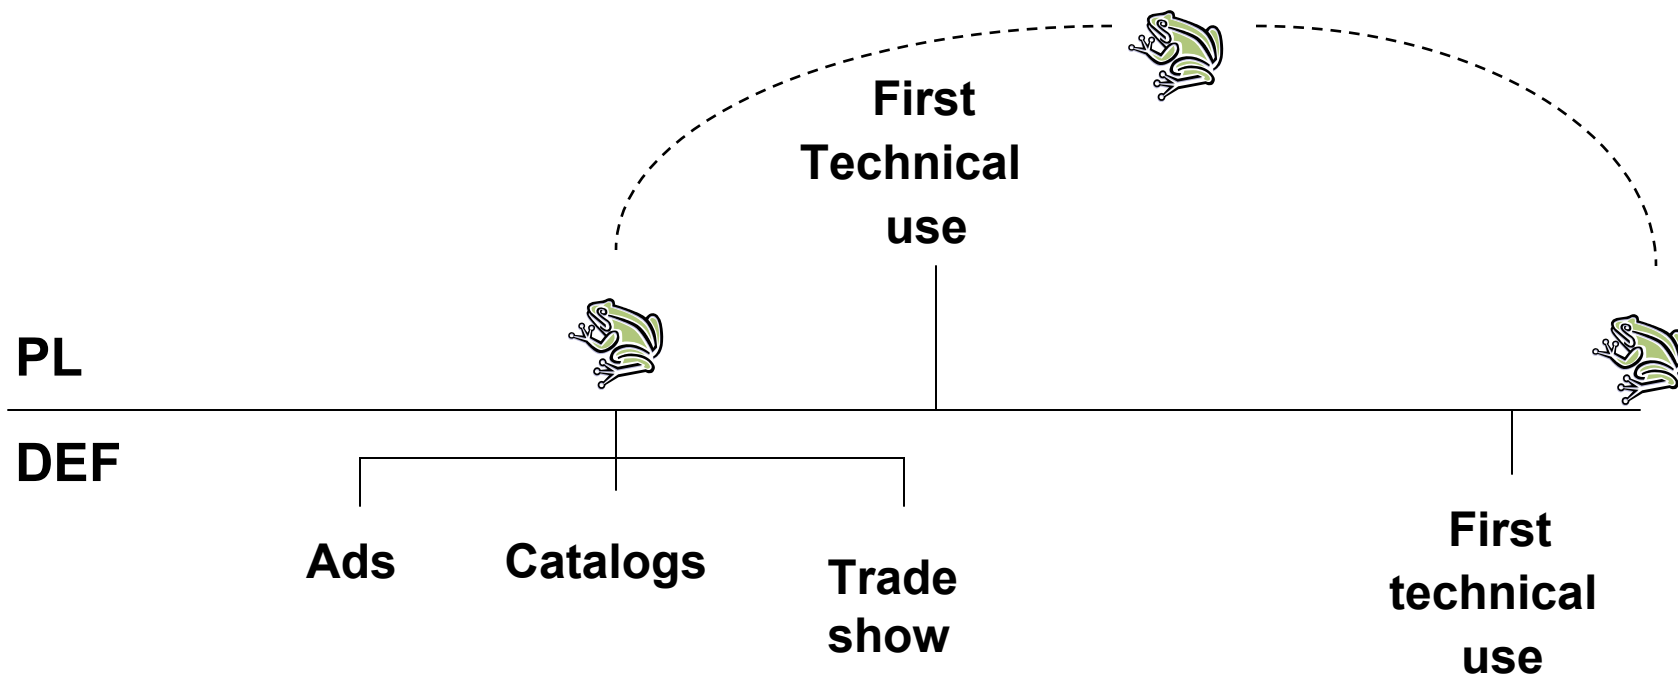 First
Technical
use
PL
DEF
Ads
Catalogs
Trade
show
First
technical
use